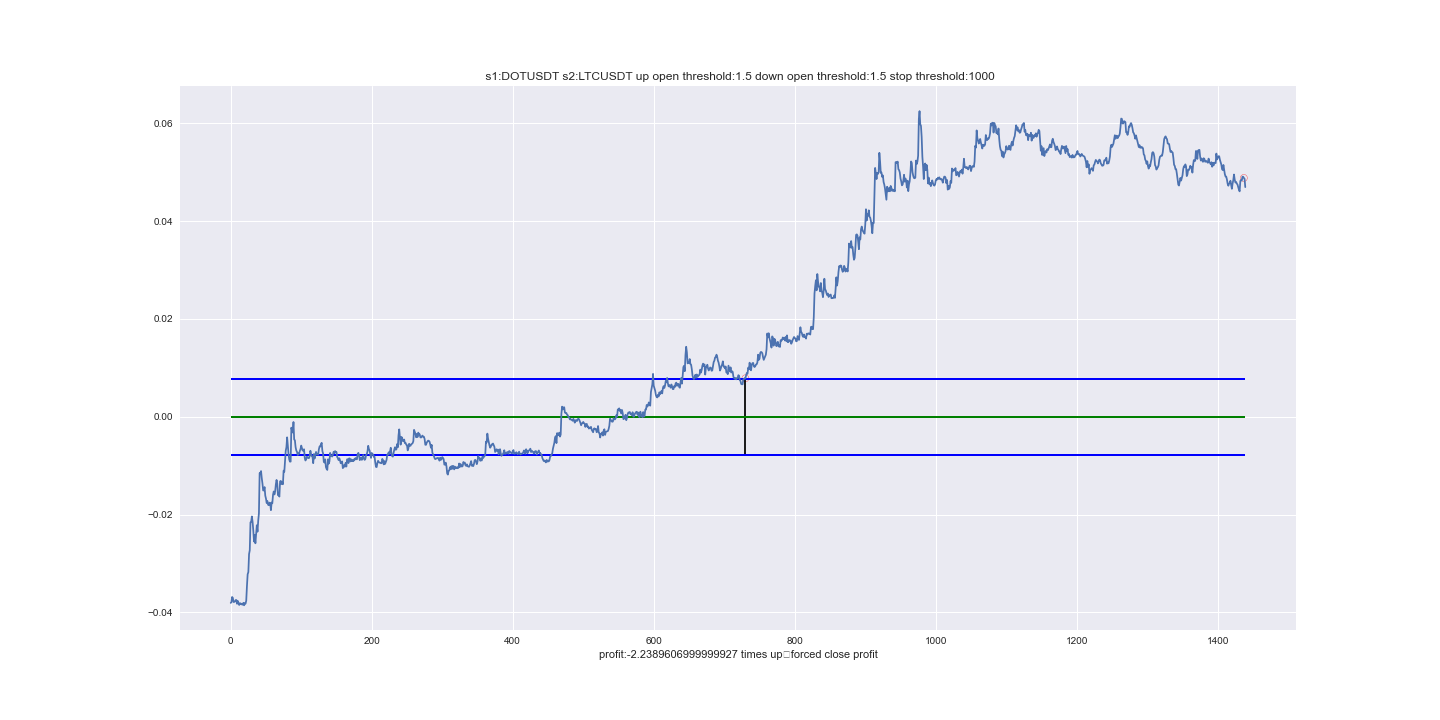 s1:DOTUSDT s2:LTCUSDT up open threshold:1.5 down open threshold:1.5 stop threshold:1000
0.06
0.04
0.02
0.00
−0.02
−0.04
0 200 400 600 800 1000 1200 1400
profit:-2.2389606999999927 times up□forced close profit